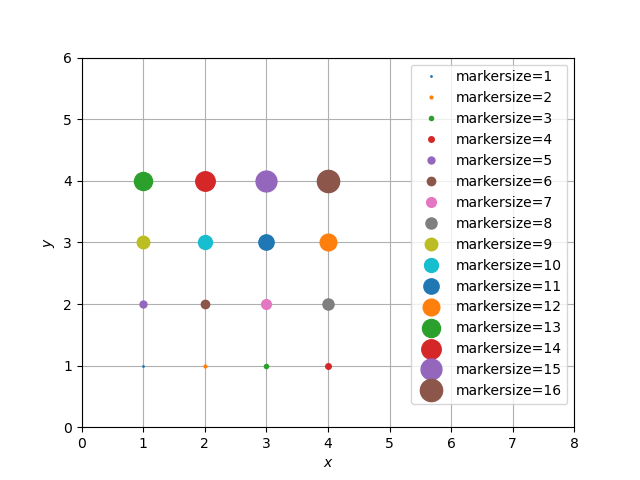 6
5
4
3
2
1
0
y
0 1 2 3 4 5 6 7 8
x
markersize=1
markersize=2
markersize=3
markersize=4
markersize=5
markersize=6
markersize=7
markersize=8
markersize=9
markersize=10
markersize=11
markersize=12
markersize=13
markersize=14
markersize=15
markersize=16